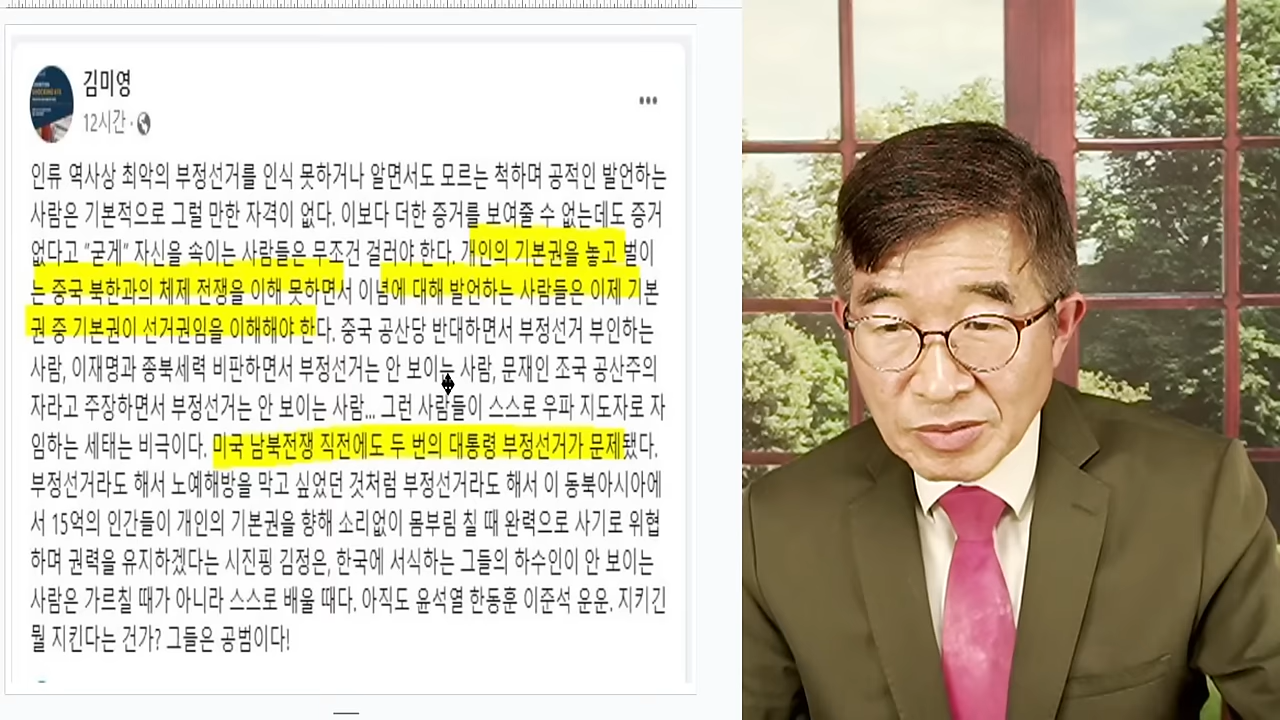 김미영
12시간 ·
인류 역사상 최악의 부정선거를 인식 못하거나 알면서도 모르는 척하며 공적인 발언하는
사람은 기본적으로 그럴 만한 자격이 없다. 이보다 더한 증거를 보여줄 수 없는데도 증거
없다고 "굳게" 자신을 속이는 사람들은 무조건 걸러야 한다. 개인의 기본권을 놓고 벌이
는 중국 북한과의 체제 전쟁을 이해 못하면서 이념에 대해 발언하는 사람들은 이제 기본
권 중 기본권이 선거권임을 이해해야 한다. 중국 공산당 반대하면서 부정선거 부인하는
사람, 이재명과 종북세력 비판하면서 부정선거는 안 보이는 사람, 문재인 조국 공산주의
자라고 주장하면서 부정선거는 안 보이는 사람... 그런 사람들이 스스로 우파 지도자로 자
임하는 세태는 비극이다. 미국 남북전쟁 직전에도 두 번의 대통령 부정선거가 문제됐다.
부정선거라도 해서 노예해방을 막고 싶었던 것처럼 부정선거라도 해서 이 동북아시아에
서 15억의 인간들이 개인의 기본권을 향해 소리없이 몸부림 칠 때 완력으로 사기로 위협
하며 권력을 유지하겠다는 시진핑 김정은, 한국에 서식하는 그들의 하수인이 안 보이는
사람은 가르칠 때가 아니라 스스로 배울 때다. 아직도 윤석열 한동훈 이준석 운운. 지키긴
뭘 지킨다는 건가? 그들은 공범이다!